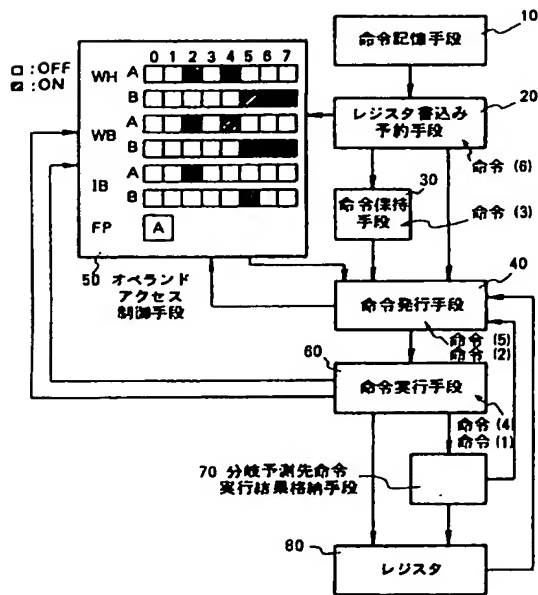 10
命令記憶手段
0 1 2 3 4 5 6 7
□:OFF
▨:ON
WH A
B
WB A
B
IB A
B
FP A
20
レジスタ書込み
予約手段
命令 (6)
30
命令保持
手段
命令 (3)
50 オペランド
アクセス
制御手段
40
命令発行手段
命令 (5)
命令 (2)
60
命令実行手段
命令 (4)
命令 (1)
70 分岐予測先命令
実行結果格納手段
80
レジスタ